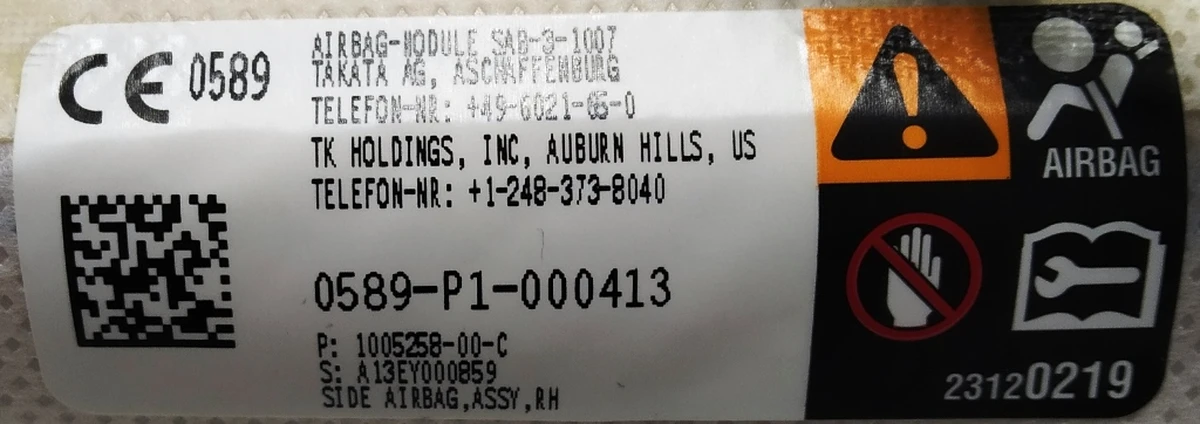 CE 0589
AIRBAG-MODULE SAB-3-1007
TAKATA AG, ASCHAFFENBURG
TELEFON-NR: +49-6021-65-0
TK HOLDINGS, INC, AUBURN HILLS, US
TELEFON-NR: +1-248-373-8040
0589-P1-000413
P: 1005258-00-C
S: A13EY000859
SIDE AIRBAG,ASSY,RH
AIRBAG
23120219